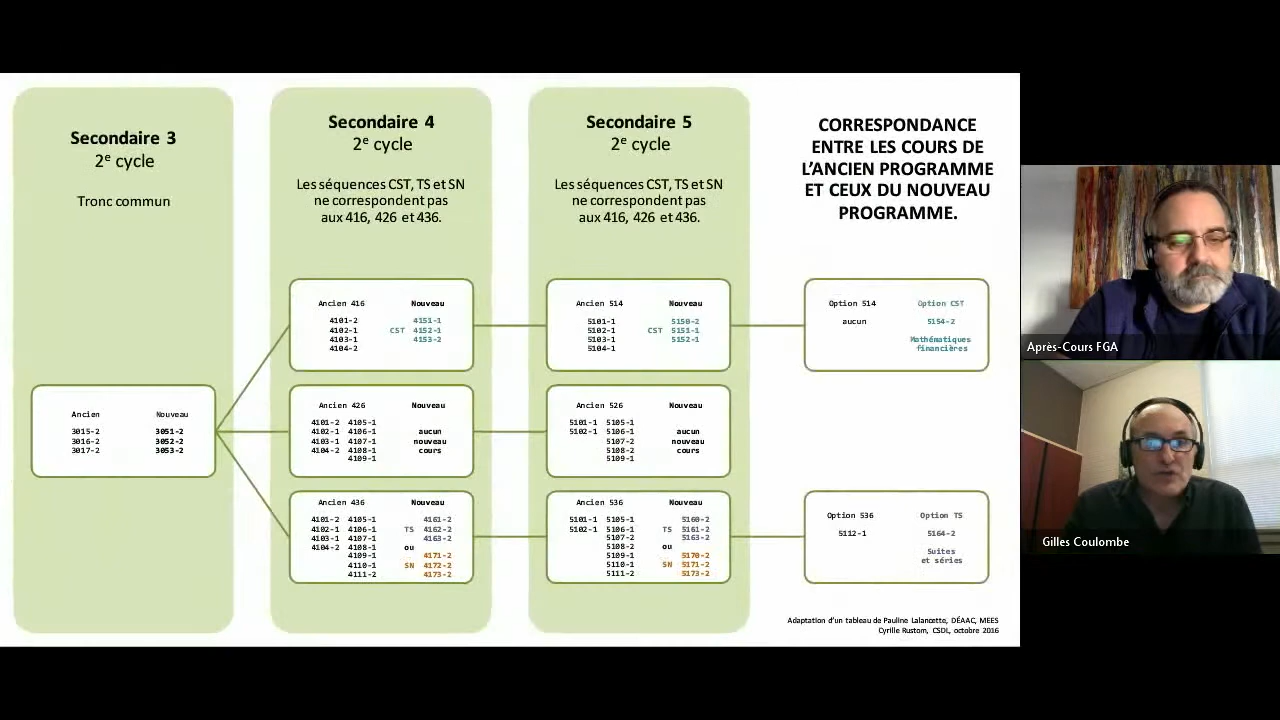 Secondaire 3
2e cycle
Tronc commun
Secondaire 4
2e cycle
Les séquences CST, TS et SN
ne correspondent pas
aux 416, 426 et 436.
Secondaire 5
2e cycle
Les séquences CST, TS et SN
ne correspondent pas
aux 416, 426 et 436.
CORRESPONDANCE
ENTRE LES COURS DE
L'ANCIEN PROGRAMME
ET CEUX DU NOUVEAU
PROGRAMME.
Ancien Nouveau
3015-2 3051-2
3016-2 3052-2
3017-2 3053-2
Ancien 416 Nouveau
4101-2 4151-1
4102-1 CST 4152-1
4103-1 4153-2
4104-2
Ancien 514 Nouveau
5101-1 5150-2
5102-1 CST 5151-1
5103-1 5152-1
5104-1
Option 514 Option CST
aucun 5154-2
Mathématiques
financières
Ancien 426 Nouveau
4101-2 4105-1
4102-1 4106-1 aucun
4103-1 4107-1 nouveau
4104-2 4108-1 cours
4109-1
Ancien 526 Nouveau
5101-1 5105-1
5102-1 5106-1 aucun
5107-2 nouveau
5108-2 cours
5109-1
Ancien 436 Nouveau
4101-2 4105-1 4161-2
4102-1 4106-1 TS 4162-2
4103-1 4107-1 4163-2
4104-2 4108-1 ou
4109-1 4171-2
4110-1 SN 4172-2
4111-2 4173-2
Ancien 536 Nouveau
5101-1 5105-1 5160-2
5102-1 5106-1 TS 5161-2
5107-2 5163-2
5108-2 ou
5109-1 5170-2
5110-1 SN 5171-2
5111-2 5173-2
Option 536 Option TS
5112-1 5164-2
Suites
et séries
Adaptation d'un tableau de Pauline Lalancette, DÉAAC, MEES
Cyrille Rustom, CSDL, octobre 2016
Après-Cours FGA
Gilles Coulombe